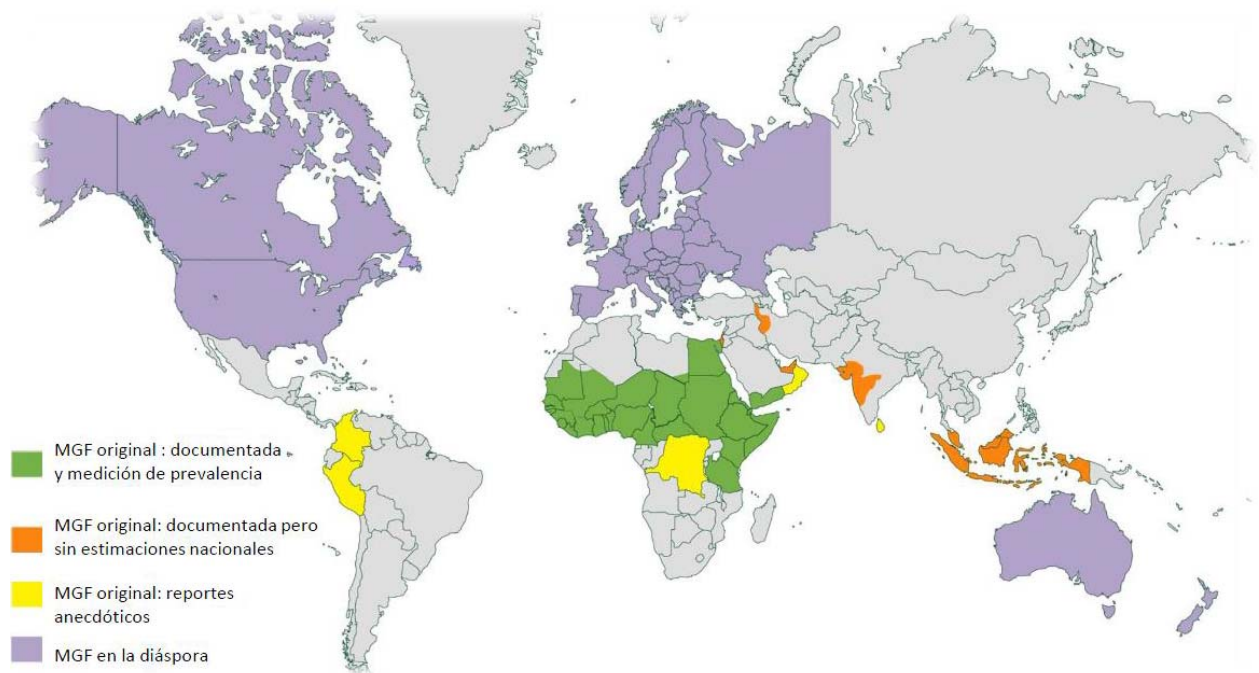 MGF original : documentada
y medición de prevalencia
MGF original: documentada pero
sin estimaciones nacionales
MGF original: reportes
anecdóticos
MGF en la diáspora